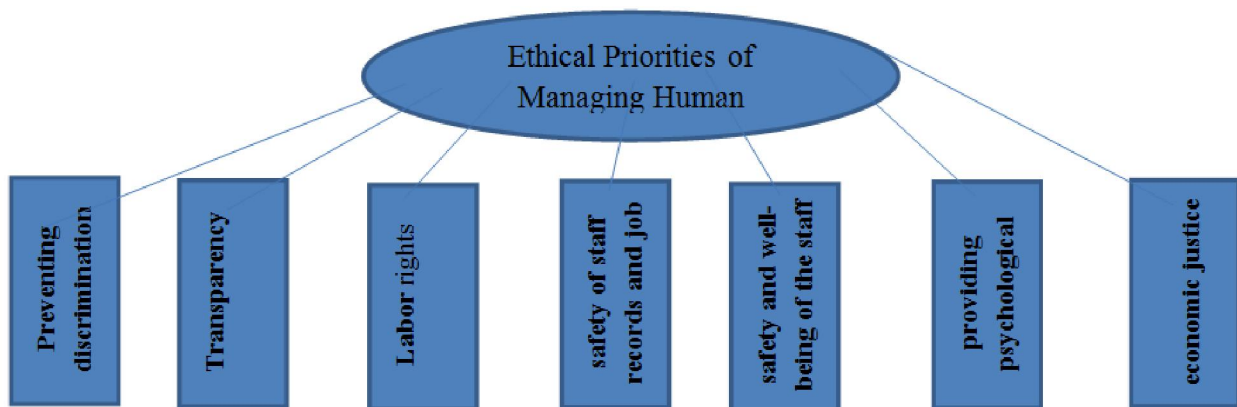 Ethical Priorities of
Managing Human
Preventing
discrimination
Transparency
Labor rights
safety of staff
records and job
safety and well-
being of the staff
providing
psychological
economic justice